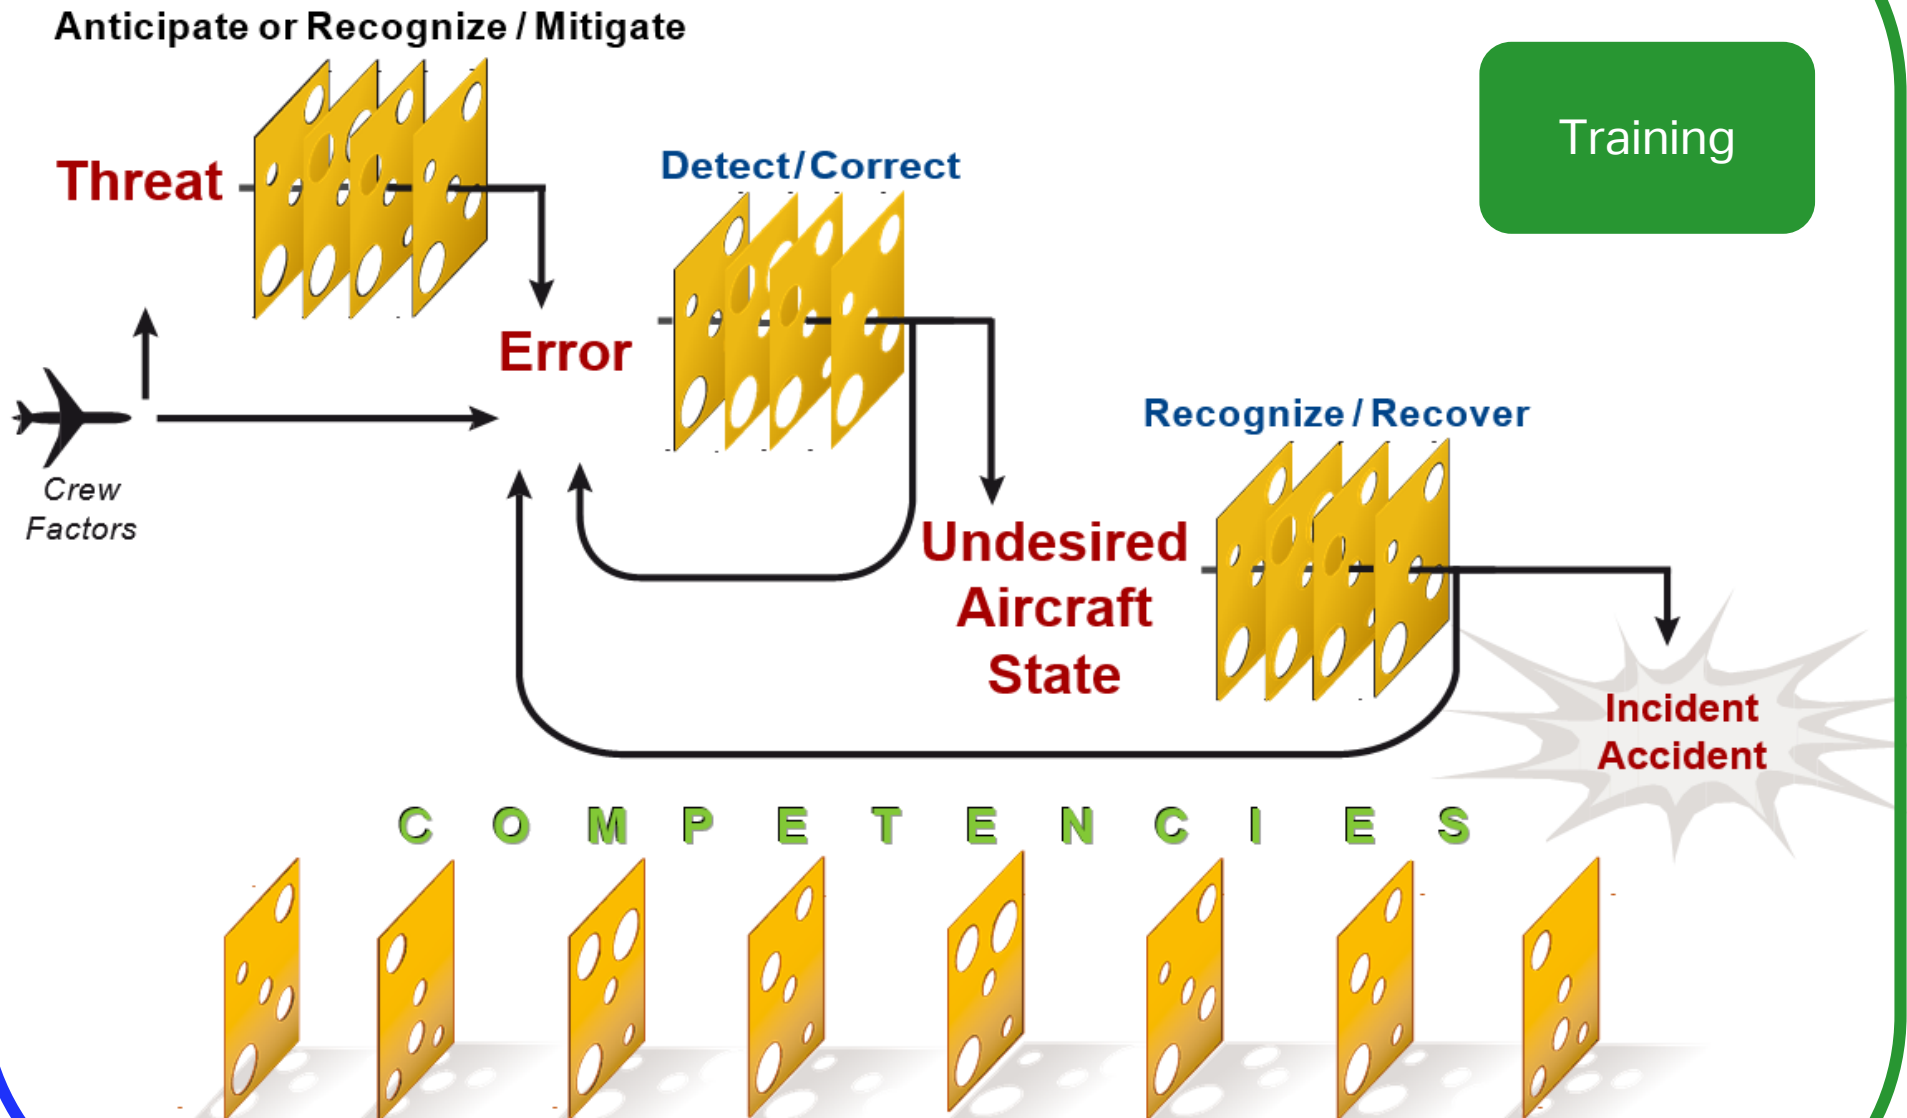 Anticipate or Recognize / Mitigate
Training
Threat
Detect/Correct
Error
Recognize / Recover
Crew
Factors
Undesired
Aircraft
State
Incident
Accident
C O M P E T E N C I E S